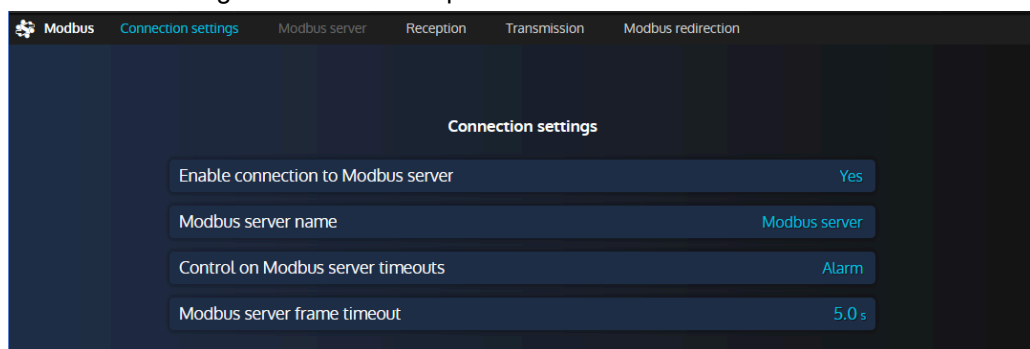 Modbus Connection settings Modbus server Reception Transmission Modbus redirection
Connection settings
Enable connection to Modbus server Yes
Modbus server name Modbus server
Control on Modbus server timeouts Alarm
Modbus server frame timeout 5.0 s